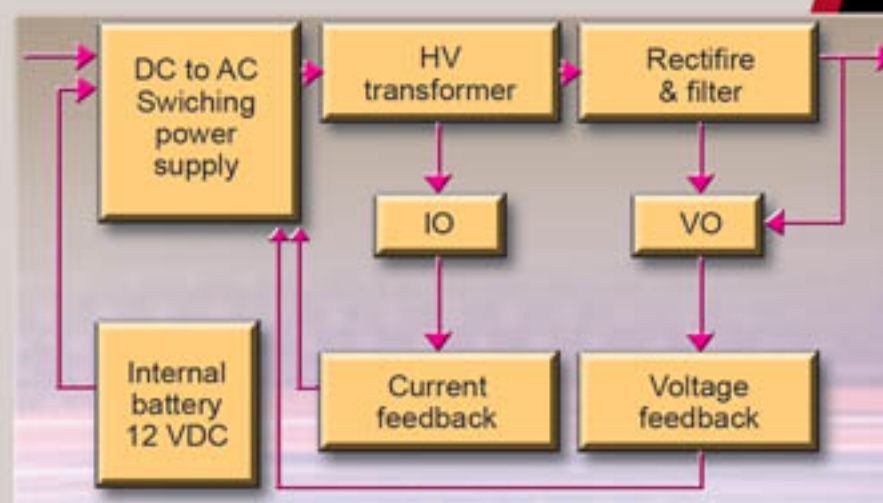 DC to AC
Swiching
power
supply
HV
transformer
Rectifire
& filter
IO
VO
Internal
battery
12 VDC
Current
feedback
Voltage
feedback